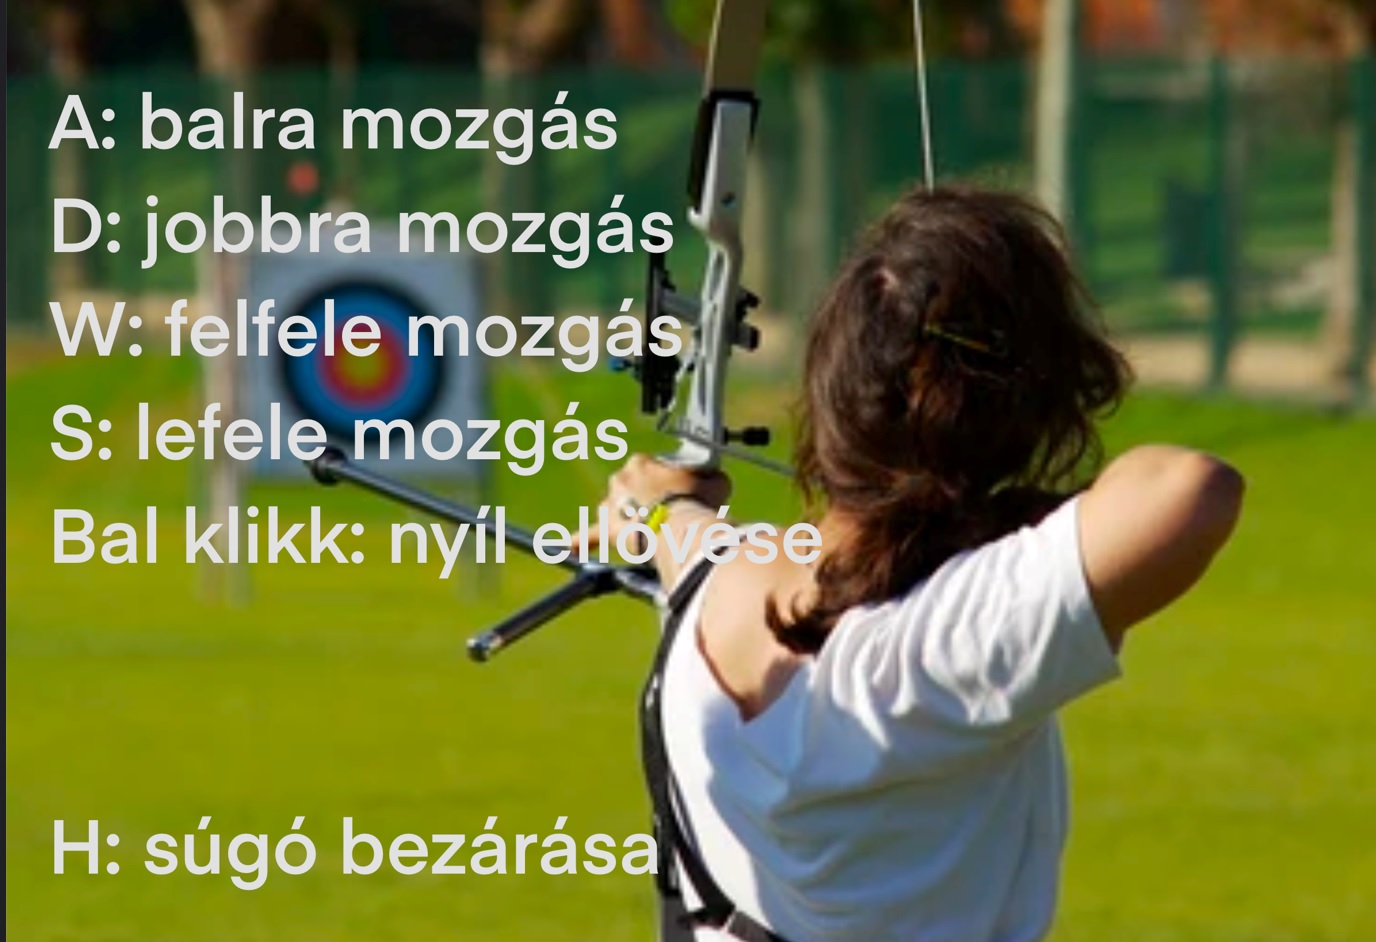 A: balra mozgás
D: jobbra mozgás
W: felfele mozgás
S: lefele mozgás
Bal klikk: nyíl ellövése
H: súgó bezárása